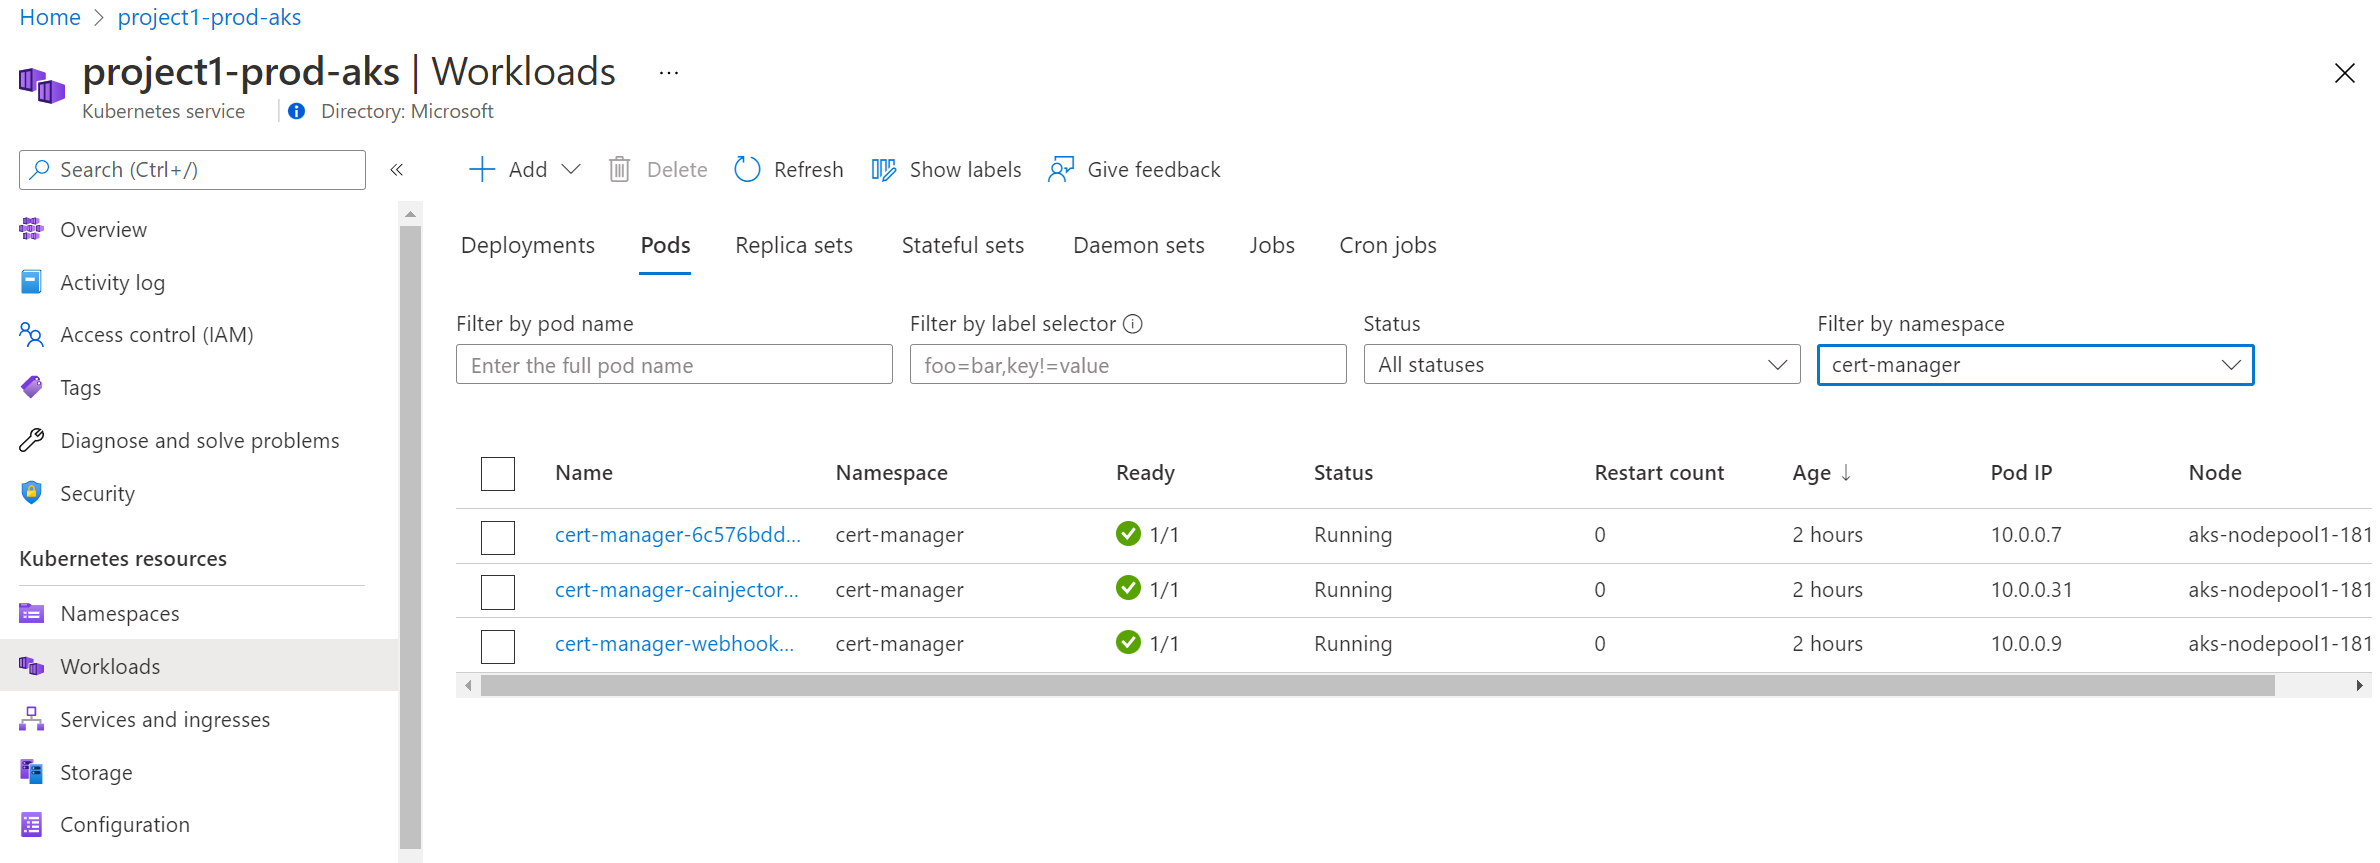 Home > project1-prod-aks
project1-prod-aks | Workloads ...
Kubernetes service | Directory: Microsoft
Search (Ctrl+/) «
Add Delete Refresh Show labels Give feedback
Overview
Activity log
Access control (IAM)
Tags
Diagnose and solve problems
Security
Kubernetes resources
Namespaces
Workloads
Services and ingresses
Storage
Configuration
Deployments Pods Replica sets Stateful sets Daemon sets Jobs Cron jobs
Filter by pod name Filter by label selector Status Filter by namespace
Enter the full pod name foo=bar,key!=value All statuses cert-manager
Name Namespace Ready Status Restart count Age ↓ Pod IP Node
cert-manager-6c576bdd... cert-manager 1/1 Running 0 2 hours 10.0.0.7 aks-nodepool1-181
cert-manager-cainjector... cert-manager 1/1 Running 0 2 hours 10.0.0.31 aks-nodepool1-181
cert-manager-webhook... cert-manager 1/1 Running 0 2 hours 10.0.0.9 aks-nodepool1-181